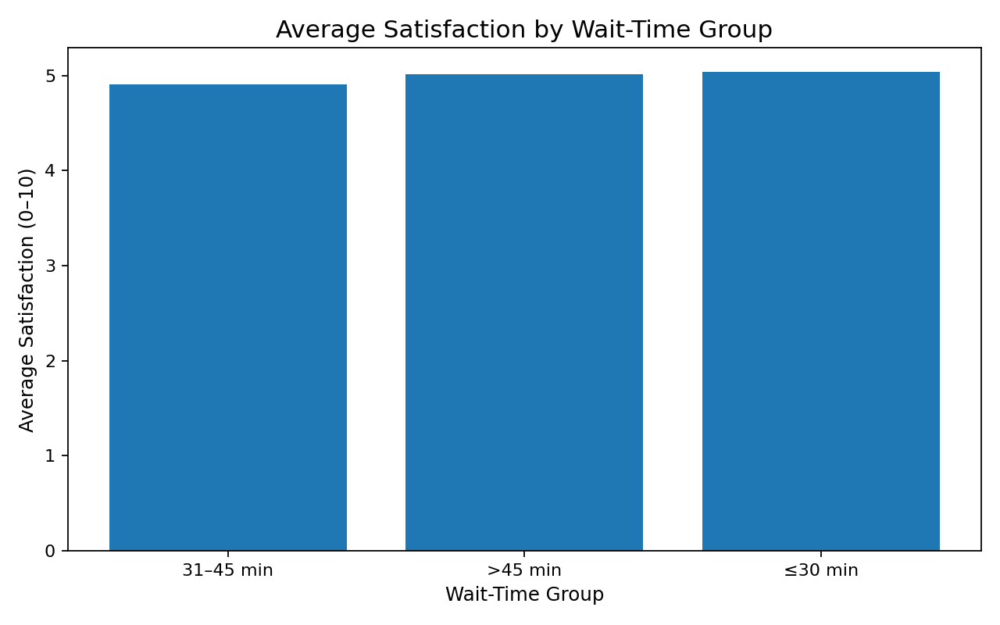 Average Satisfaction by Wait-Time Group
Average Satisfaction (0–10)
5
4
3
2
1
0
31–45 min
>45 min
≤30 min
Wait-Time Group